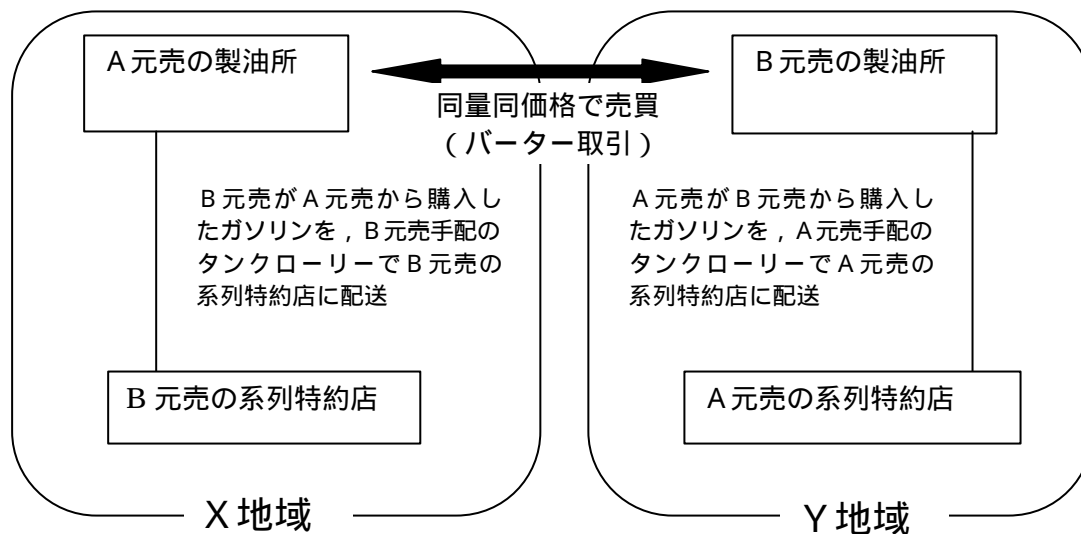 Ａ元売の製油所
Ｂ元売の製油所
同量同価格で売買
（バーター取引）
Ｂ元売がＡ元売から購入し
たガソリンを，Ｂ元売手配の
タンクローリーでＢ元売の
系列特約店に配送
Ａ元売がＢ元売から購入し
たガソリンを，Ａ元売手配の
タンクローリーでＡ元売の
系列特約店に配送
B 元売の系列特約店
Ａ元売の系列特約店
Ｘ地域
Ｙ地域